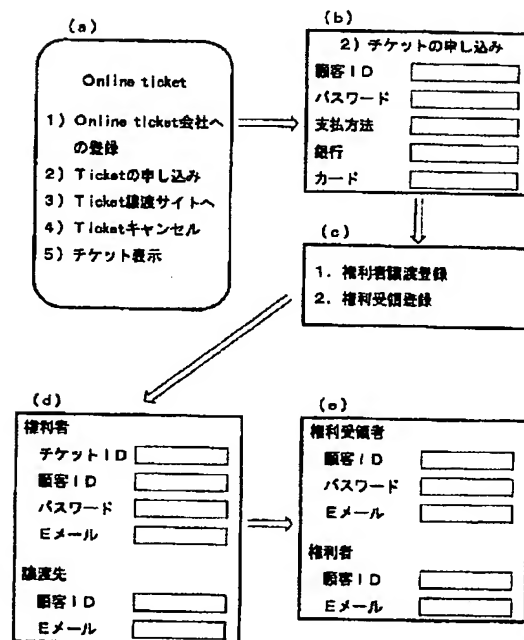 (a)
Online ticket
1) Online ticket会社へ
の登録
2) Ticketの申し込み
3) Ticket譲渡サイトへ
4) Ticketキャンセル
5) チケット表示
(b)
2) チケットの申し込み
顧客ID
パスワード
支払方法
銀行
カード
(c)
1. 権利者譲渡登録
2. 権利受領登録
(d)
権利者
チケットID
顧客ID
パスワード
Eメール
譲渡先
顧客ID
Eメール
(e)
権利受領者
顧客ID
パスワード
Eメール
権利者
顧客ID
Eメール